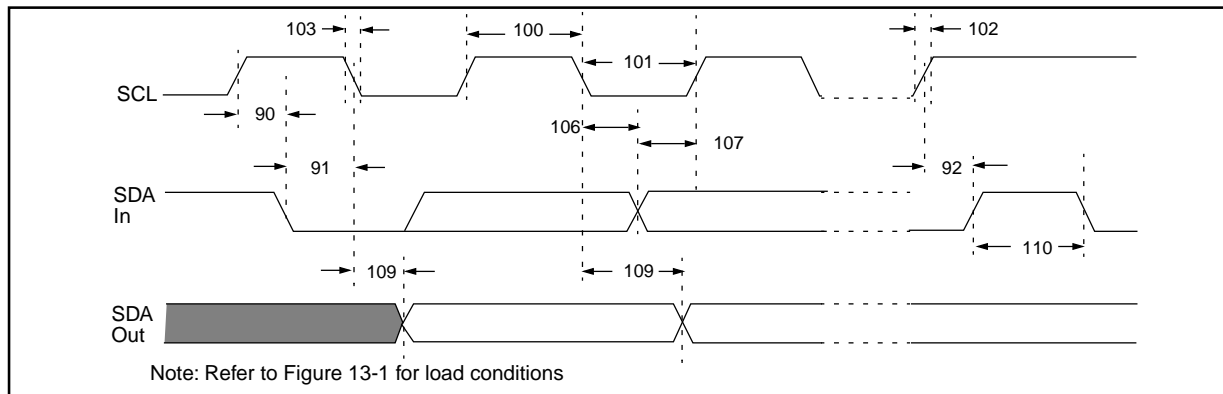 103
100
101
102
SCL
90
106
107
91
92
SDA
In
110
109
109
SDA
Out
Note: Refer to Figure 13-1 for load conditions